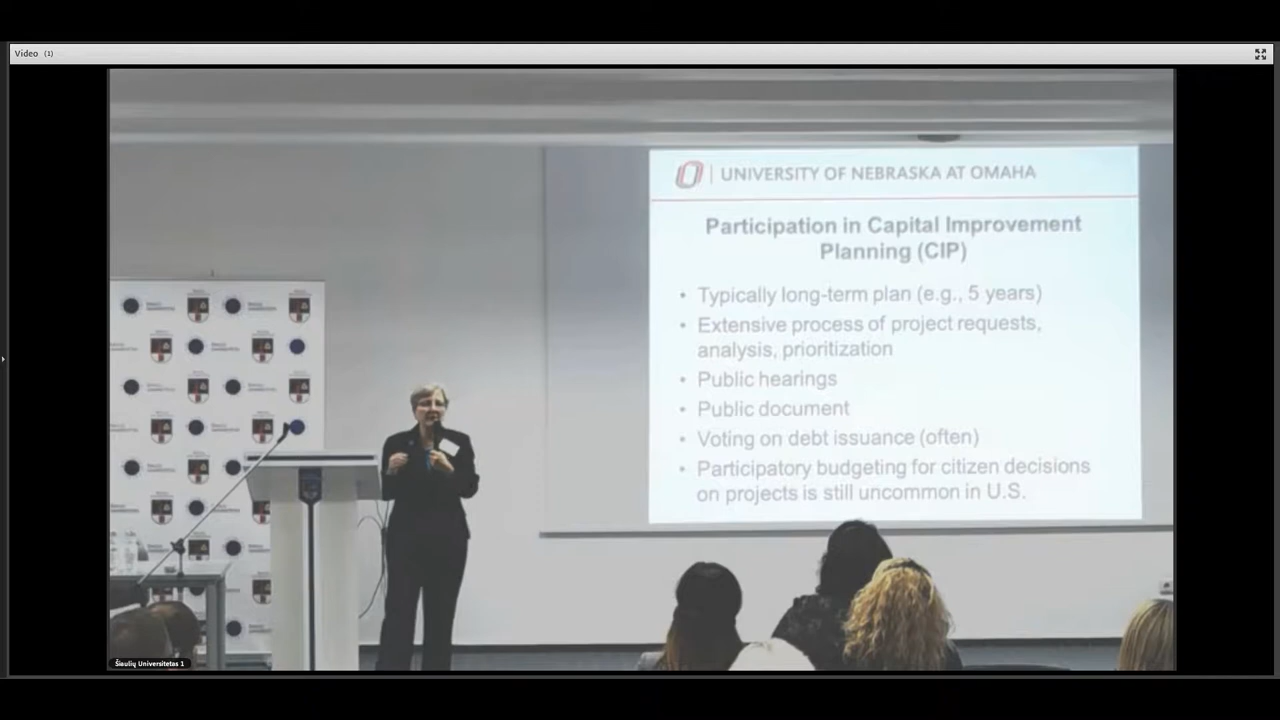 Video (1)
UNIVERSITY OF NEBRASKA AT OMAHA
Participation in Capital Improvement
Planning (CIP)
• Typically long-term plan (e.g., 5 years)
• Extensive process of project requests,
analysis, prioritization
• Public hearings
• Public document
• Voting on debt issuance (often)
• Participatory budgeting for citizen decisions
on projects is still uncommon in U.S.
Šiaulių Universitetas 1